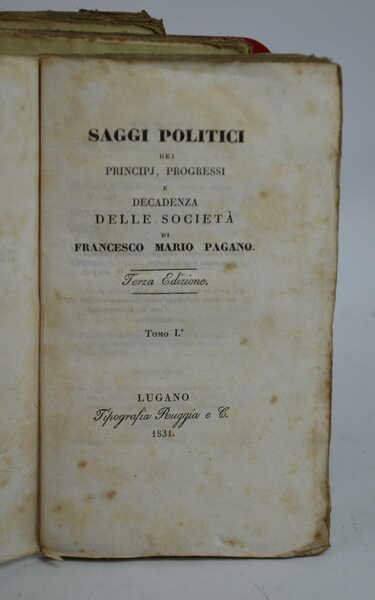 SAGGI POLITICI
DEI
PRINCIPJ, PROGRESSI
E
DECADENZA
DELLE SOCIETÀ
DI
FRANCESCO MARIO PAGANO.
Terza Edizione.
TOMO I.°
LUGANO
Tipografia Ruggia e C.
1831.